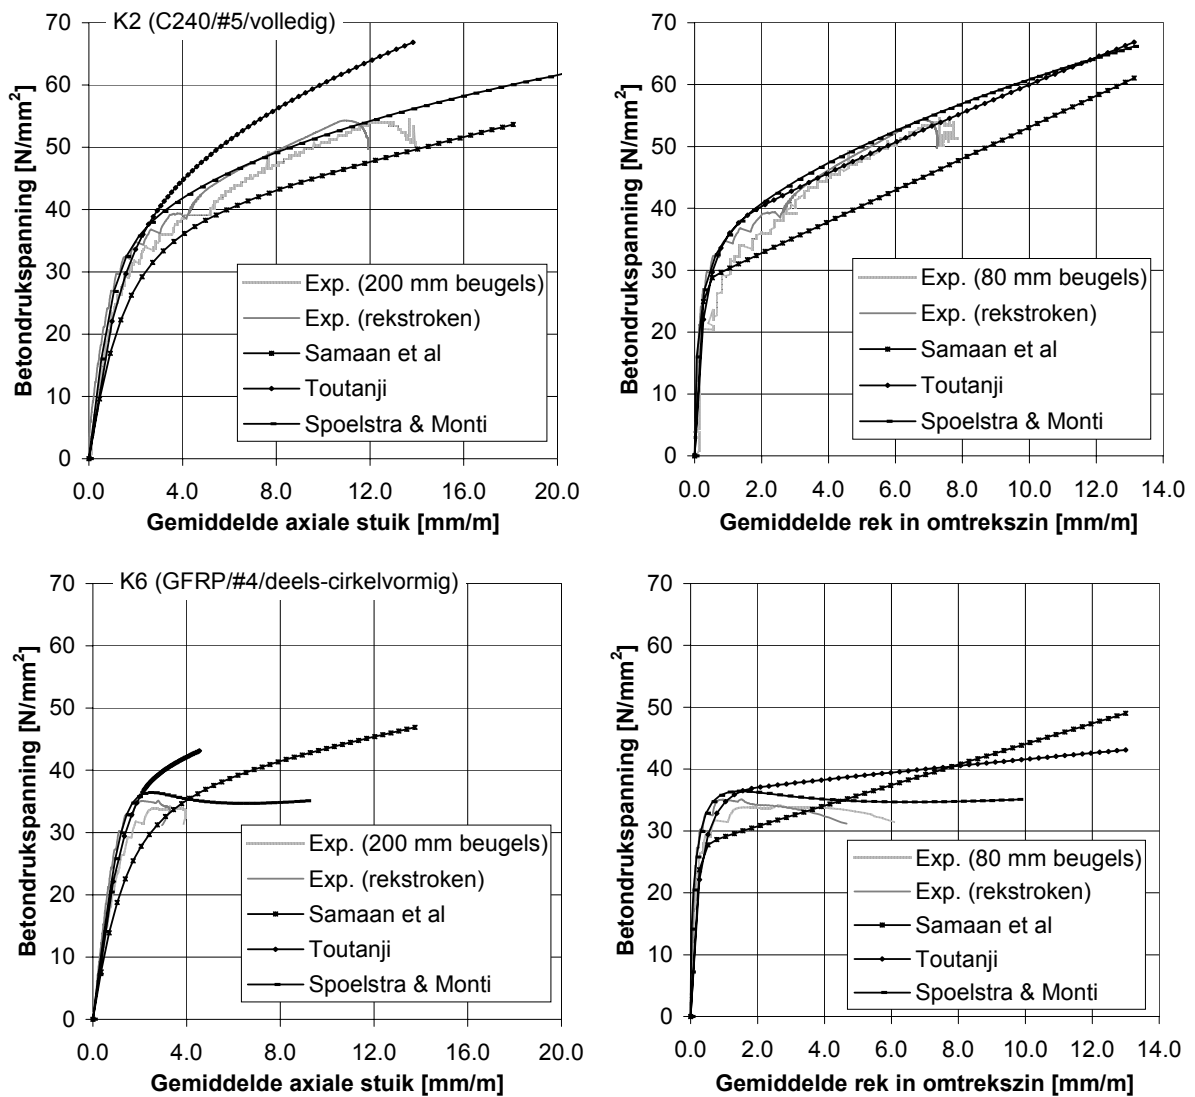 K2 (C240/#5/volledig)
Betondrukspanning [N/mm²]
70
60
50
40
30
20
10
0
Exp. (200 mm beugels)
Exp. (rekstroken)
Samaan et al
Toutanji
Spoelstra & Monti
0.0 4.0 8.0 12.0 16.0 20.0
Gemiddelde axiale stuik [mm/m]
Betondrukspanning [N/mm²]
70
60
50
40
30
20
10
0
Exp. (80 mm beugels)
Exp. (rekstroken)
Samaan et al
Toutanji
Spoelstra & Monti
0.0 2.0 4.0 6.0 8.0 10.0 12.0 14.0
Gemiddelde rek in omtrekszin [mm/m]
K6 (GFRP/#4/deels-cirkelvormig)
Betondrukspanning [N/mm²]
70
60
50
40
30
20
10
0
Exp. (200 mm beugels)
Exp. (rekstroken)
Samaan et al
Toutanji
Spoelstra & Monti
0.0 4.0 8.0 12.0 16.0 20.0
Gemiddelde axiale stuik [mm/m]
Betondrukspanning [N/mm²]
70
60
50
40
30
20
10
0
Exp. (80 mm beugels)
Exp. (rekstroken)
Samaan et al
Toutanji
Spoelstra & Monti
0.0 2.0 4.0 6.0 8.0 10.0 12.0 14.0
Gemiddelde rek in omtrekszin [mm/m]